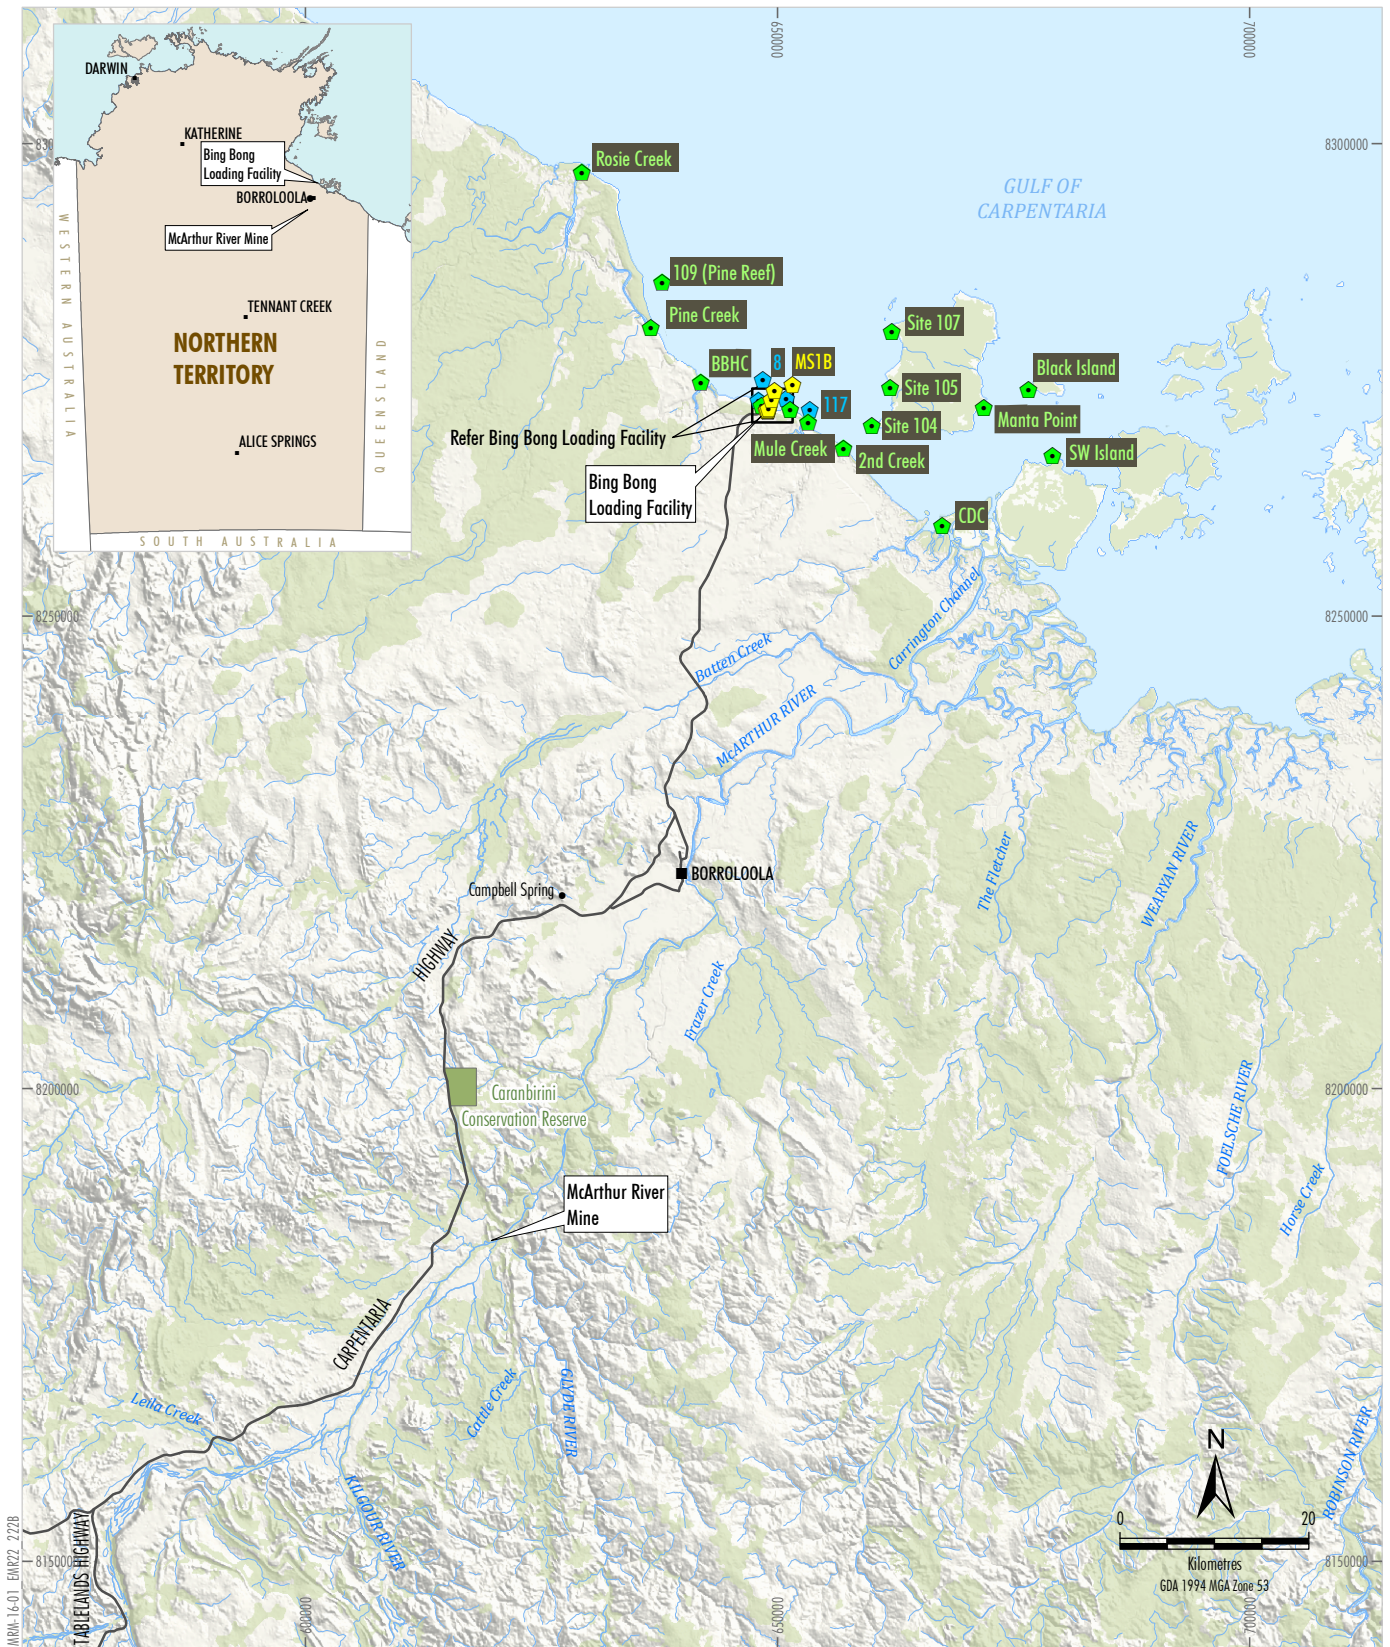 650000
700000
DARWIN
KATHERINE
Bing Bong
Loading Facility
BORROLOOLA
McArthur River Mine
TENNANT CREEK
NORTHERN
TERRITORY
ALICE SPRINGS
WESTERN AUSTRALIA
QUEENSLAND
SOUTH AUSTRALIA
8300000
Rosie Creek
GULF OF
CARPENTARIA
109 (Pine Reef)
Pine Creek
Site 107
BBHC
8
MS1B
Black Island
Site 105
117
Manta Point
Refer Bing Bong Loading Facility
Site 104
Mule Creek
2nd Creek
SW Island
Bing Bong
Loading Facility
CDC
8250000
8250000
Carrington Channel
Batten Creek
McARTHUR RIVER
The Fletcher
WEARYAN RIVER
Campbell Spring
BORROLOOLA
HIGHWAY
Frazer Creek
8200000
8200000
Caranbirini
Conservation Reserve
FOELSCHE RIVER
Horse Creek
McArthur River
Mine
CARPENTARIA
Leila Creek
Cattle Creek
GLYDE RIVER
KILGOUR RIVER
ROBINSON RIVER
N
0
20
Kilometres
GDA 1994 MGA Zone 53
8150000
8150000
TABLELANDS HIGHWAY
600000
650000
700000
MRM-16-01 EMR22 222B